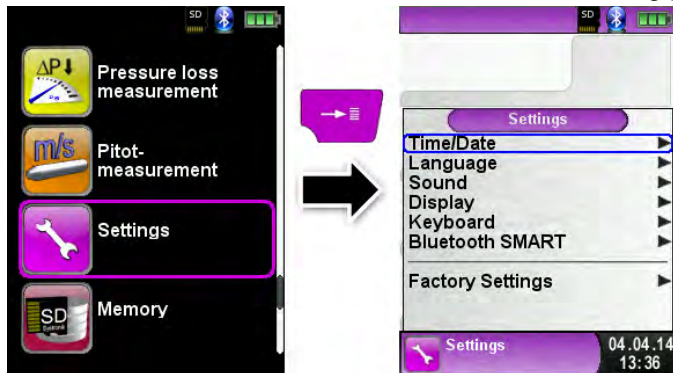 SD
ΔP↓
Pressure loss
measurement
m/s
Pitot-
measurement
Settings
SD
Memory
SD
Settings
Time/Date
Language
Sound
Display
Keyboard
Bluetooth SMART
Factory Settings
Settings
04.04.14
13:36